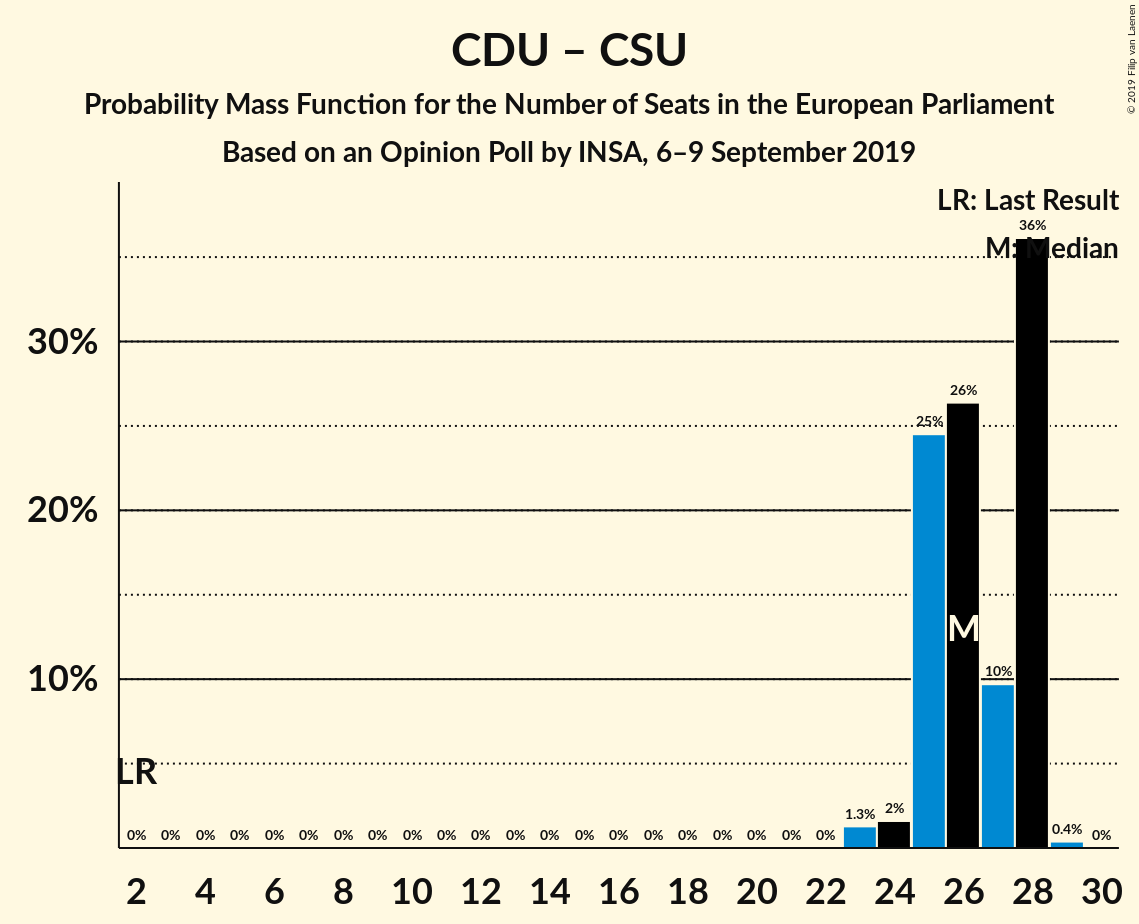 CDU – CSU
Probability Mass Function for the Number of Seats in the European Parliament
Based on an Opinion Poll by INSA, 6–9 September 2019
© 2019 Filip van Laenen
LR: Last Result
M: Median
36%
30%
26%
25%
20%
M
10%
10%
LR
0% 0% 0% 0% 0% 0% 0% 0% 0% 0% 0% 0% 0% 0% 0% 0% 0% 0% 0% 0% 0% 1.3% 2% 0.4% 0%
2 4 6 8 10 12 14 16 18 20 22 24 26 28 30